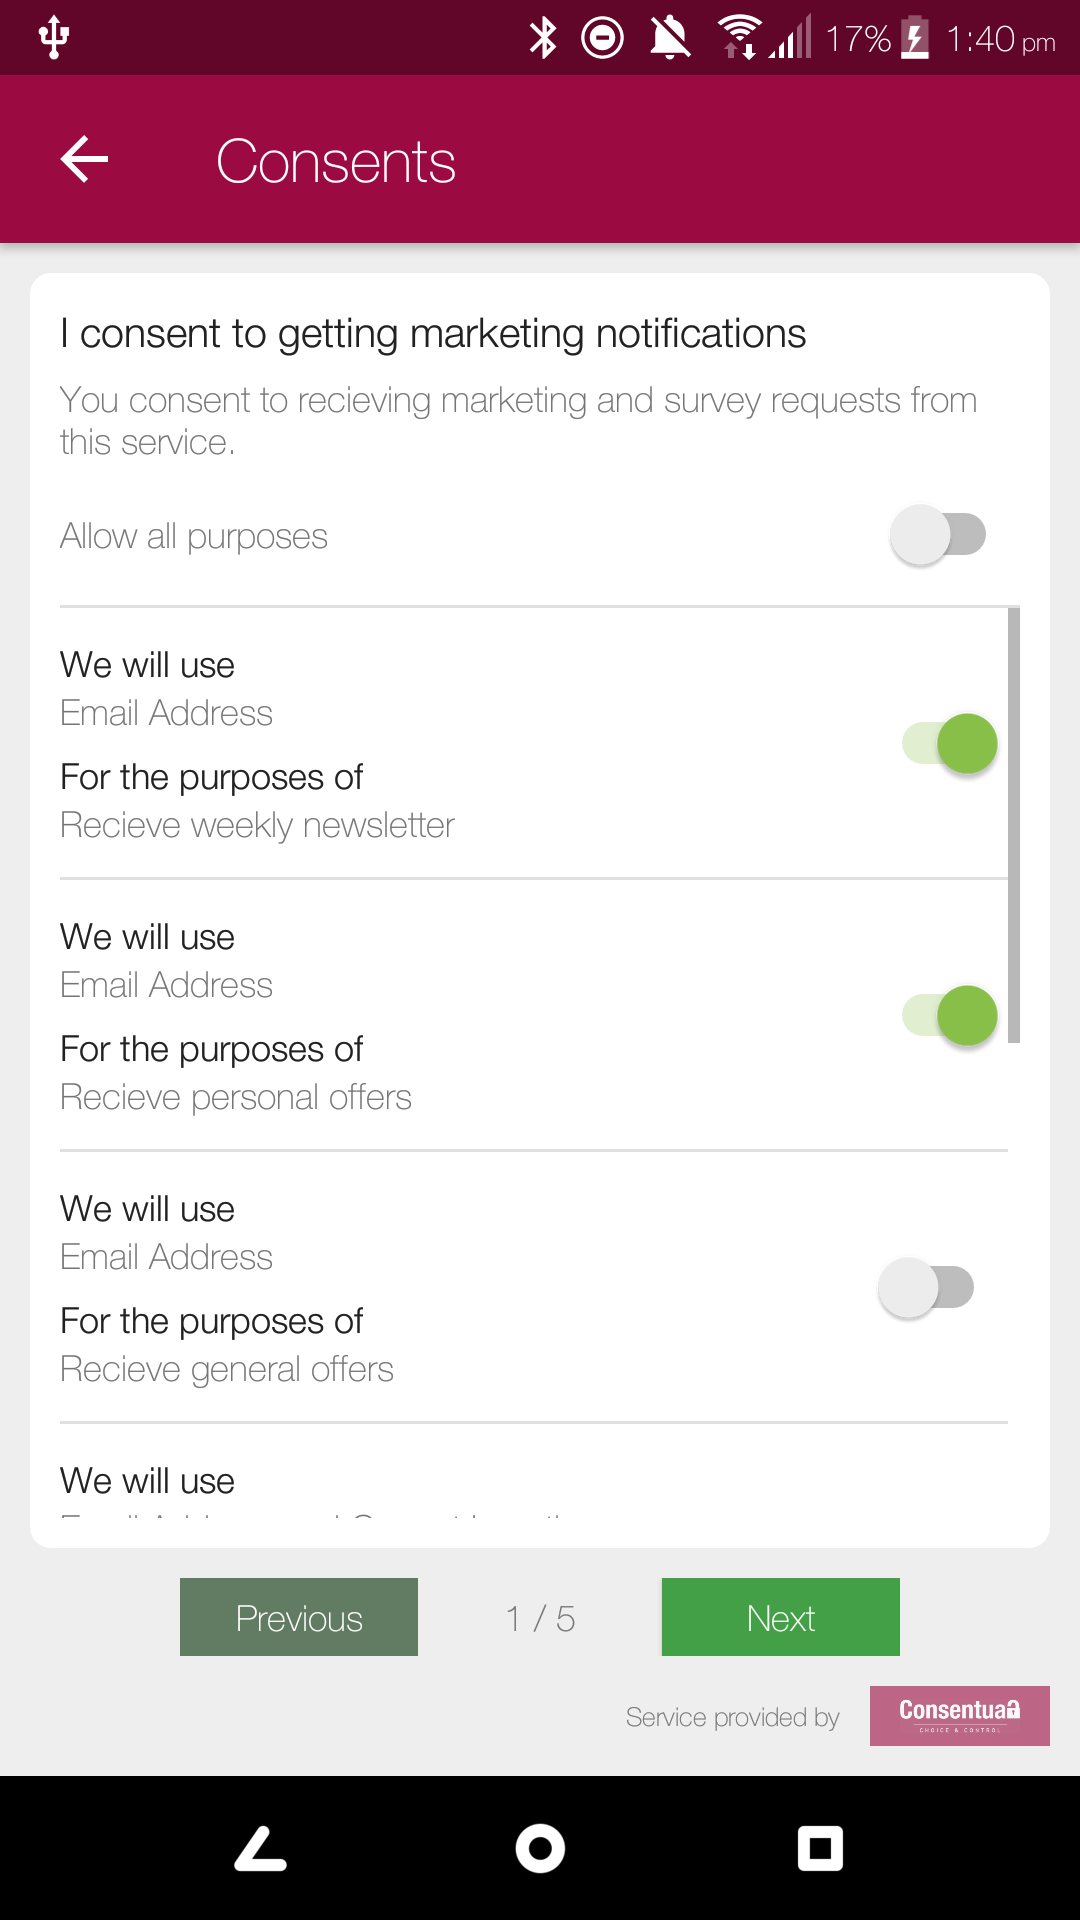 17% 1:40 pm
Consents
I consent to getting marketing notifications
You consent to recieving marketing and survey requests from
this service.
Allow all purposes
We will use
Email Address
For the purposes of
Recieve weekly newsletter
We will use
Email Address
For the purposes of
Recieve personal offers
We will use
Email Address
For the purposes of
Recieve general offers
We will use
Previous
1 / 5
Next
Service provided by
Consentua
CHOICE & CONTROL